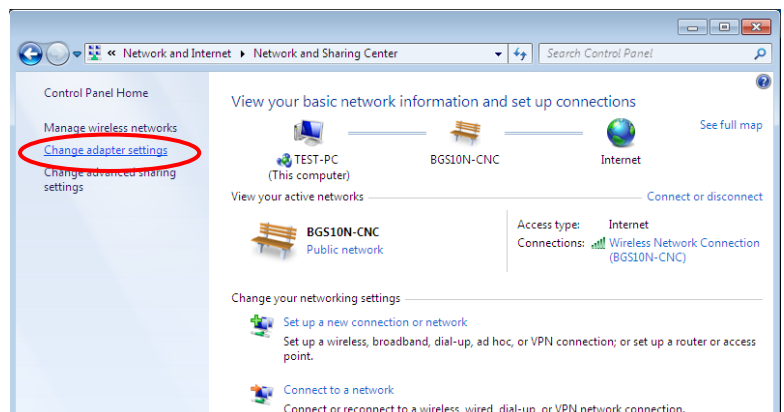 « Network and Internet ▸ Network and Sharing Center
Search Control Panel
Control Panel Home
Manage wireless networks
Change adapter settings
Change advanced sharing
settings
View your basic network information and set up connections
See full map
TEST-PC
(This computer)
BGS10N-CNC
Internet
View your active networks
Connect or disconnect
BGS10N-CNC
Public network
Access type: Internet
Connections: Wireless Network Connection
(BGS10N-CNC)
Change your networking settings
Set up a new connection or network
Set up a wireless, broadband, dial-up, ad hoc, or VPN connection; or set up a router or access
point.
Connect to a network
Connect or reconnect to a wireless, wired, dial-up, or VPN network connection.